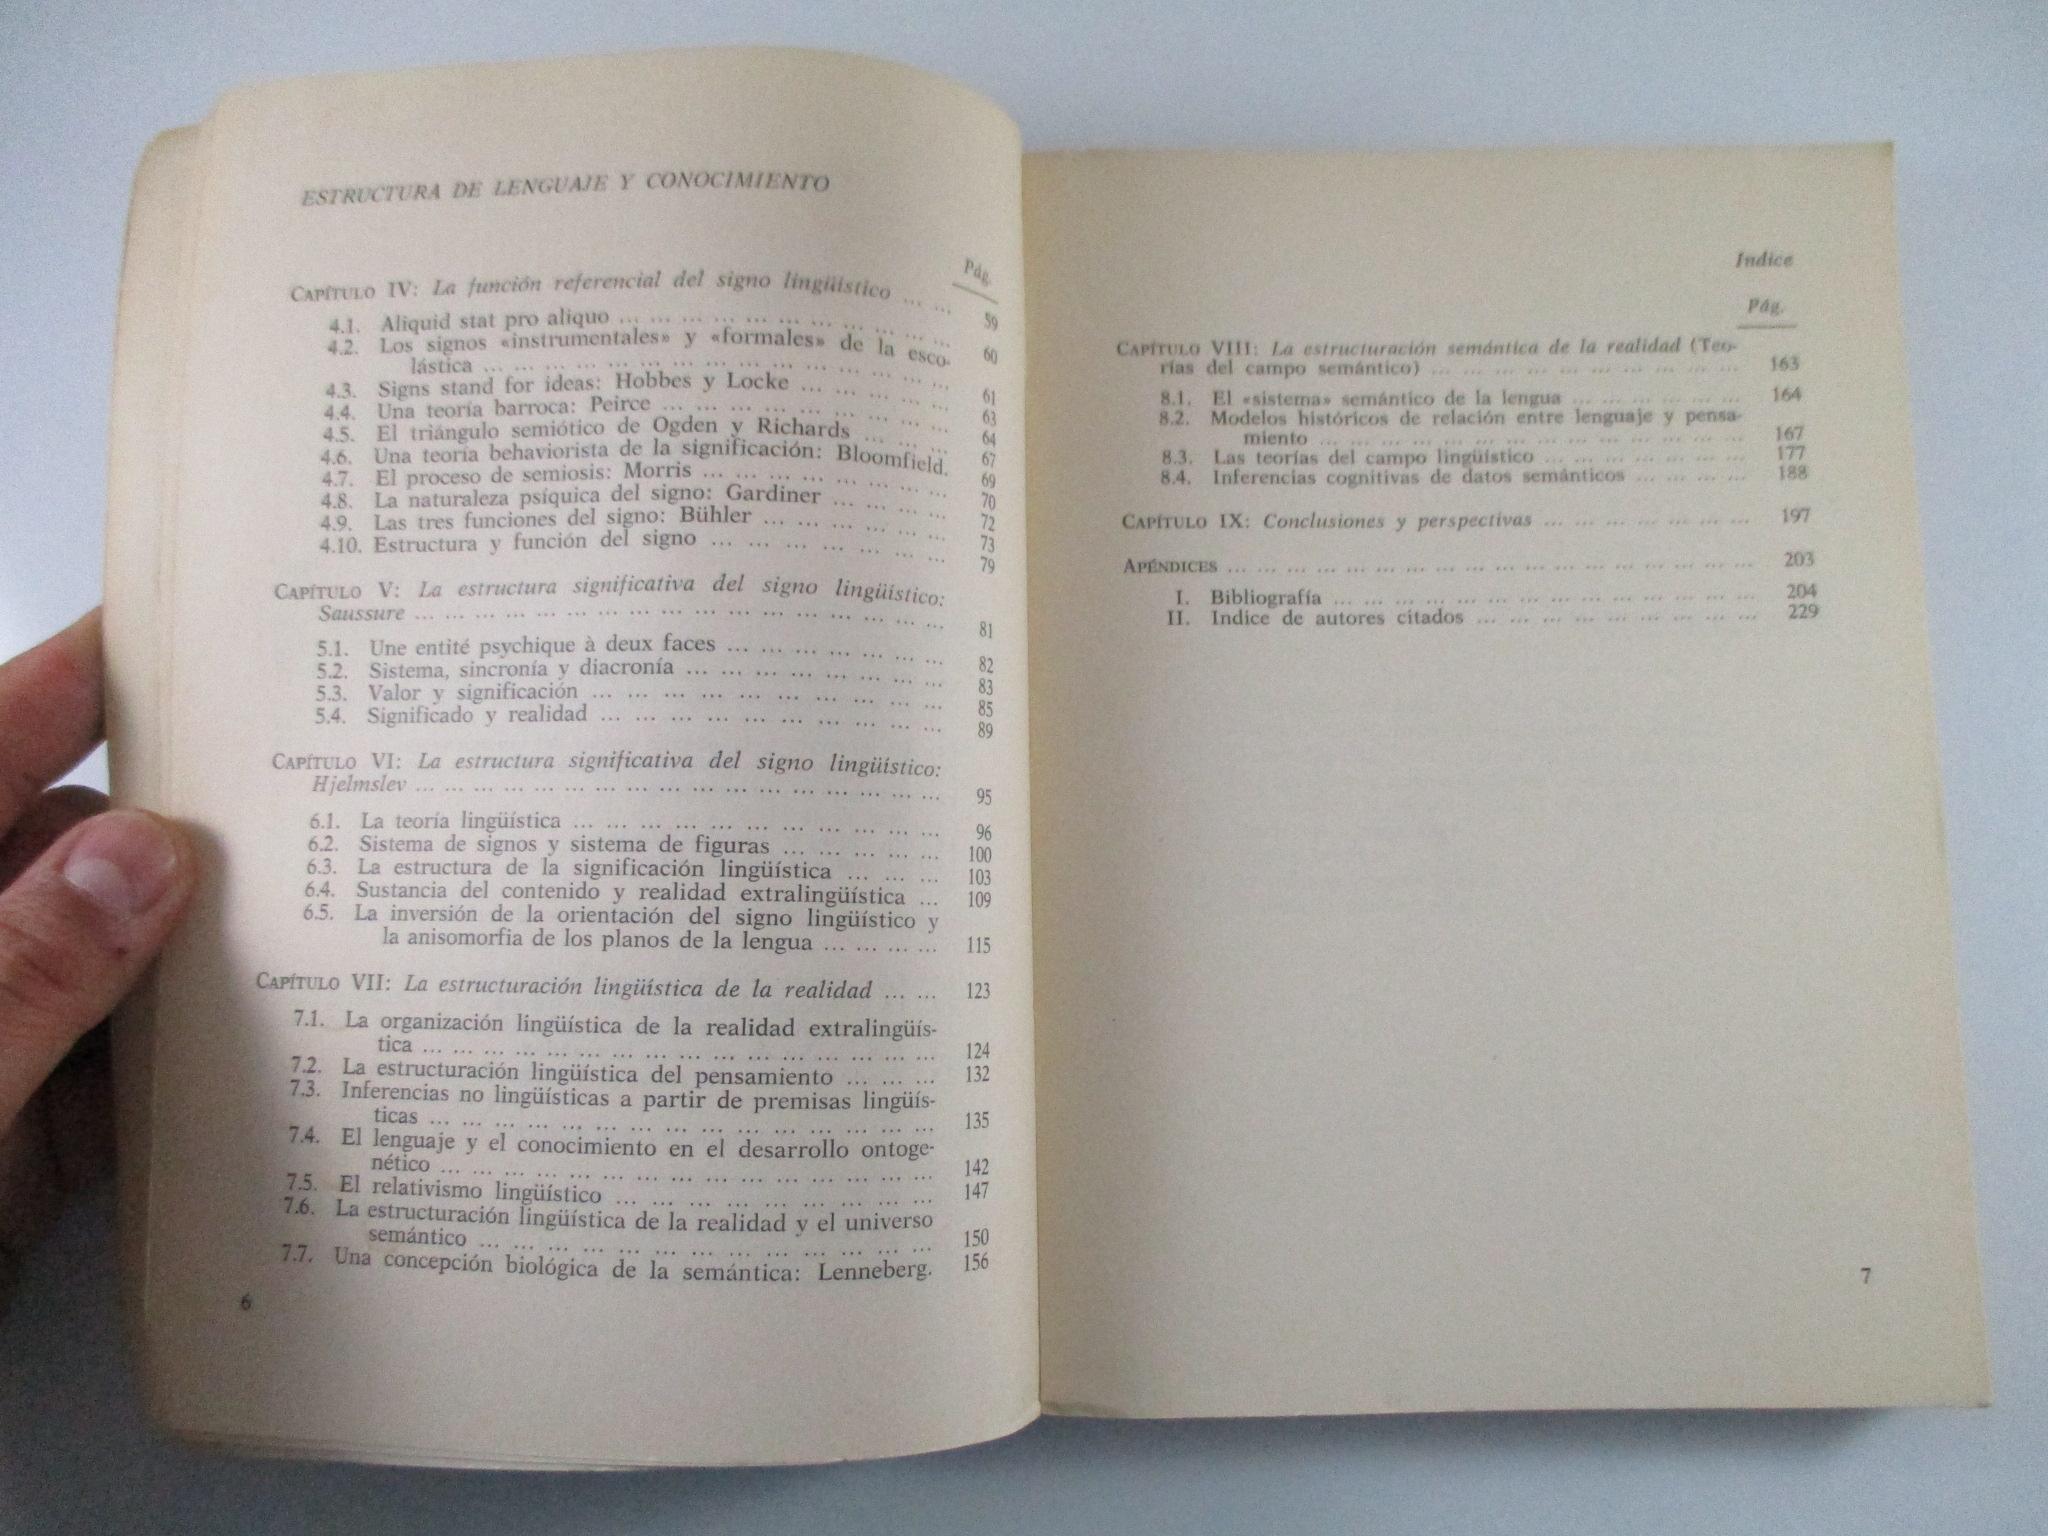 ESTRUCTURA DE LENGUAJE Y CONOCIMIENTO
Pág.
CAPÍTULO IV: La función referencial del signo lingüístico ... ... 59
4.1. Aliquid stat pro aliquo ... ... ... ... ... ... ... ... ... ... ... 60
4.2. Los signos «instrumentales» y «formales» de la esco-
lástica ... ... ... ... ... ... ... ... ... ... ... ... ... ... ... 61
4.3. Signs stand for ideas: Hobbes y Locke ... ... ... ... ... 63
4.4. Una teoría barroca: Peirce ... ... ... ... ... ... ... ... ... 64
4.5. El triángulo semiótico de Ogden y Richards ... ... ... 67
4.6. Una teoría behaviorista de la significación: Bloomfield. 69
4.7. El proceso de semiosis: Morris ... ... ... ... ... ... ... ... 70
4.8. La naturaleza psíquica del signo: Gardiner ... ... ... ... 72
4.9. Las tres funciones del signo: Bühler ... ... ... ... ... ... 73
4.10. Estructura y función del signo ... ... ... ... ... ... ... 79
CAPÍTULO V: La estructura significativa del signo lingüístico:
Saussure ... ... ... ... ... ... ... ... ... ... ... ... ... ... ... ... ... 81
5.1. Une entité psychique à deux faces ... ... ... ... ... ... ... 82
5.2. Sistema, sincronía y diacronía ... ... ... ... ... ... ... ... 83
5.3. Valor y significación ... ... ... ... ... ... ... ... ... ... ... 85
5.4. Significado y realidad ... ... ... ... ... ... ... ... ... ... 89
CAPÍTULO VI: La estructura significativa del signo lingüístico:
Hjelmslev ... ... ... ... ... ... ... ... ... ... ... ... ... ... ... ... ... 95
6.1. La teoría lingüística ... ... ... ... ... ... ... ... ... ... ... 96
6.2. Sistema de signos y sistema de figuras ... ... ... ... ... 100
6.3. La estructura de la significación lingüística ... ... ... 103
6.4. Sustancia del contenido y realidad extralingüística ... 109
6.5. La inversión de la orientación del signo lingüístico y
la anisomorfia de los planos de la lengua ... ... ... ... 115
CAPÍTULO VII: La estructuración lingüística de la realidad ... ... 123
7.1. La organización lingüística de la realidad extralingüís-
tica ... ... ... ... ... ... ... ... ... ... ... ... ... ... ... ... ... 124
7.2. La estructuración lingüística del pensamiento ... ... ... 132
7.3. Inferencias no lingüísticas a partir de premisas lingüís-
ticas ... ... ... ... ... ... ... ... ... ... ... ... ... ... ... ... 135
7.4. El lenguaje y el conocimiento en el desarrollo ontoge-
nético ... ... ... ... ... ... ... ... ... ... ... ... ... ... ... 142
7.5. El relativismo lingüístico ... ... ... ... ... ... ... ... ... 147
7.6. La estructuración lingüística de la realidad y el universo
semántico ... ... ... ... ... ... ... ... ... ... ... ... ... ... 150
7.7. Una concepción biológica de la semántica: Lenneberg. 156
6
Indice
Pág.
CAPÍTULO VIII: La estructuración semántica de la realidad (Teo-
rías del campo semántico) ... ... ... ... ... ... ... ... ... ... 163
8.1. El «sistema» semántico de la lengua ... ... ... ... ... ... 164
8.2. Modelos históricos de relación entre lenguaje y pensa-
miento ... ... ... ... ... ... ... ... ... ... ... ... ... ... 167
8.3. Las teorías del campo lingüístico ... ... ... ... ... ... ... 177
8.4. Inferencias cognitivas de datos semánticos ... ... ... ... 188
CAPÍTULO IX: Conclusiones y perspectivas ... ... ... ... ... ... ... 197
APÉNDICES ... ... ... ... ... ... ... ... ... ... ... ... ... ... ... ... ... 203
I. Bibliografía ... ... ... ... ... ... ... ... ... ... ... ... ... ... 204
II. Indice de autores citados ... ... ... ... ... ... ... ... ... 229
7